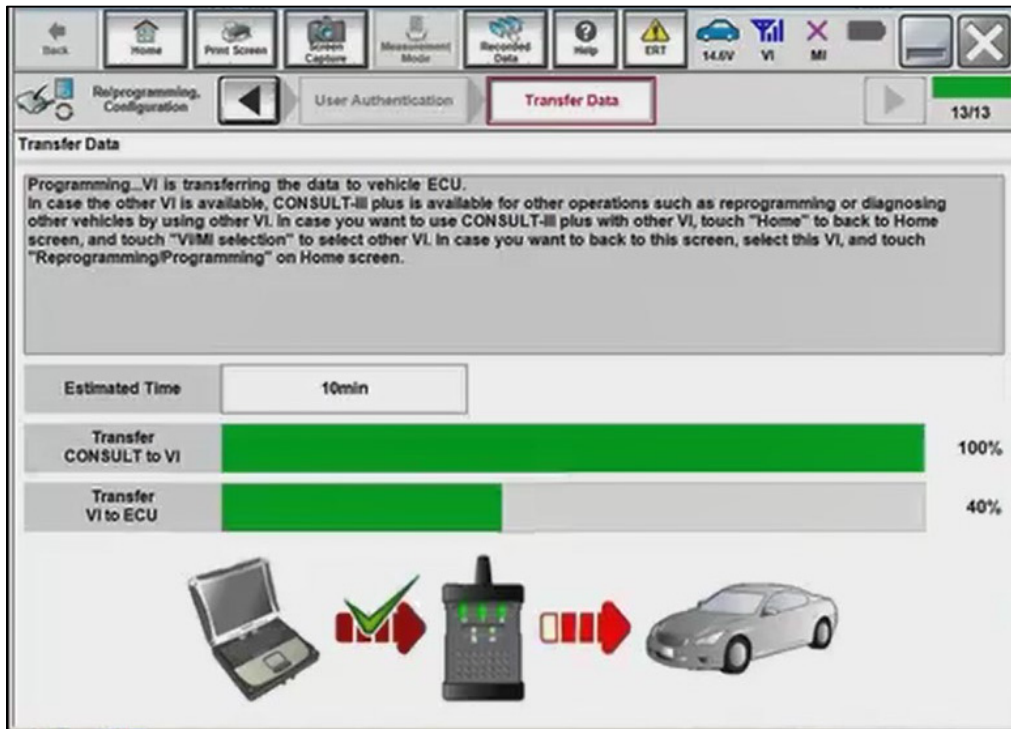 Back
Home
Print Screen
Screen
Capture
Measurement
Mode
Recorded
Data
Help
ERT
14.6V
VI
MI
Re/programming,
Configuration
User Authentication
Transfer Data
13/13
Transfer Data
Programming...VI is transferring the data to vehicle ECU.
In case the other VI is available, CONSULT-III plus is available for other operations such as reprogramming or diagnosing
other vehicles by using other VI. In case you want to use CONSULT-III plus with other VI, touch "Home" to back to Home
screen, and touch "VI/MI selection" to select other VI. In case you want to back to this screen, select this VI, and touch
"Reprogramming/Programming" on Home screen.
Estimated Time
10min
Transfer
CONSULT to VI
100%
Transfer
VI to ECU
40%